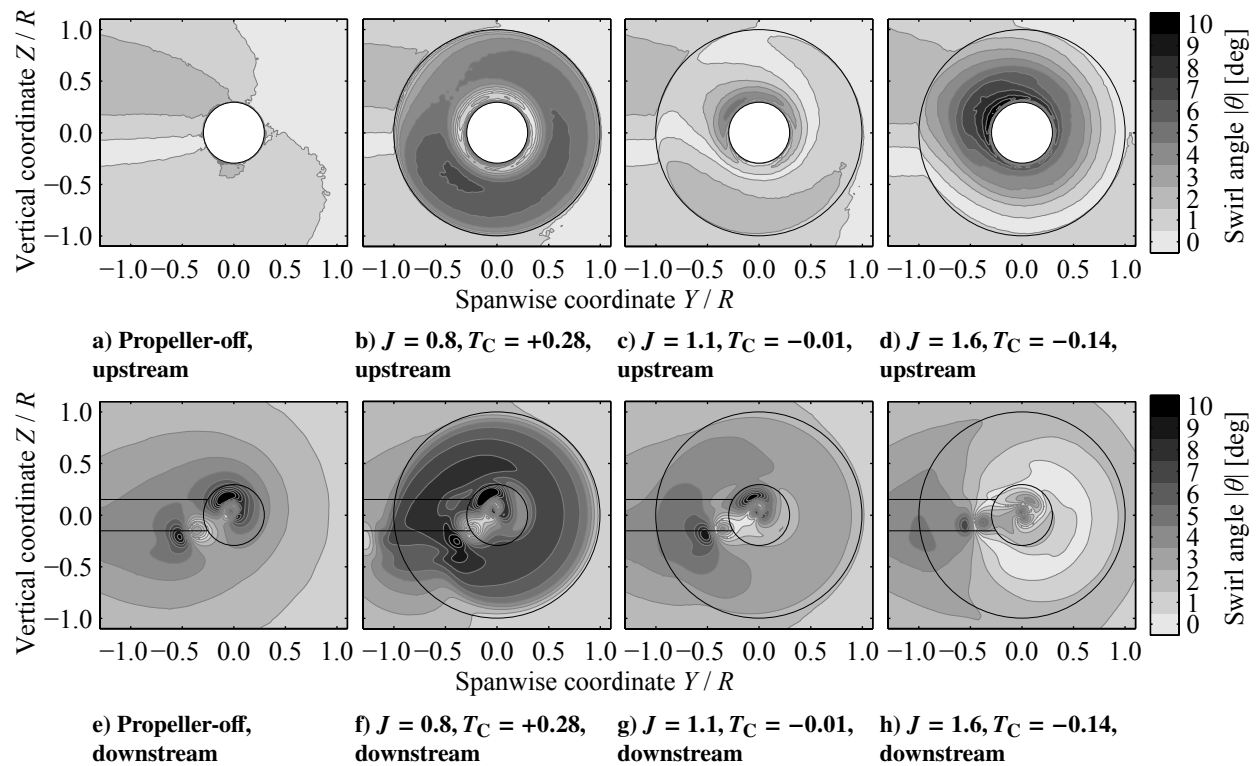 Vertical coordinate Z / R
1.0
0.5
0.0
−0.5
−1.0
−1.0 −0.5 0.0 0.5 1.0 −1.0 −0.5 0.0 0.5 1.0 −1.0 −0.5 0.0 0.5 1.0 −1.0 −0.5 0.0 0.5 1.0
Spanwise coordinate Y / R
10
9
8
7
6
5
4
3
2
1
0
Swirl angle |θ| [deg]
a) Propeller-off,
upstream
b) J = 0.8, TC = +0.28,
upstream
c) J = 1.1, TC = −0.01,
upstream
d) J = 1.6, TC = −0.14,
upstream
Vertical coordinate Z / R
1.0
0.5
0.0
−0.5
−1.0
−1.0 −0.5 0.0 0.5 1.0 −1.0 −0.5 0.0 0.5 1.0 −1.0 −0.5 0.0 0.5 1.0 −1.0 −0.5 0.0 0.5 1.0
Spanwise coordinate Y / R
10
9
8
7
6
5
4
3
2
1
0
Swirl angle |θ| [deg]
e) Propeller-off,
downstream
f) J = 0.8, TC = +0.28,
downstream
g) J = 1.1, TC = −0.01,
downstream
h) J = 1.6, TC = −0.14,
downstream